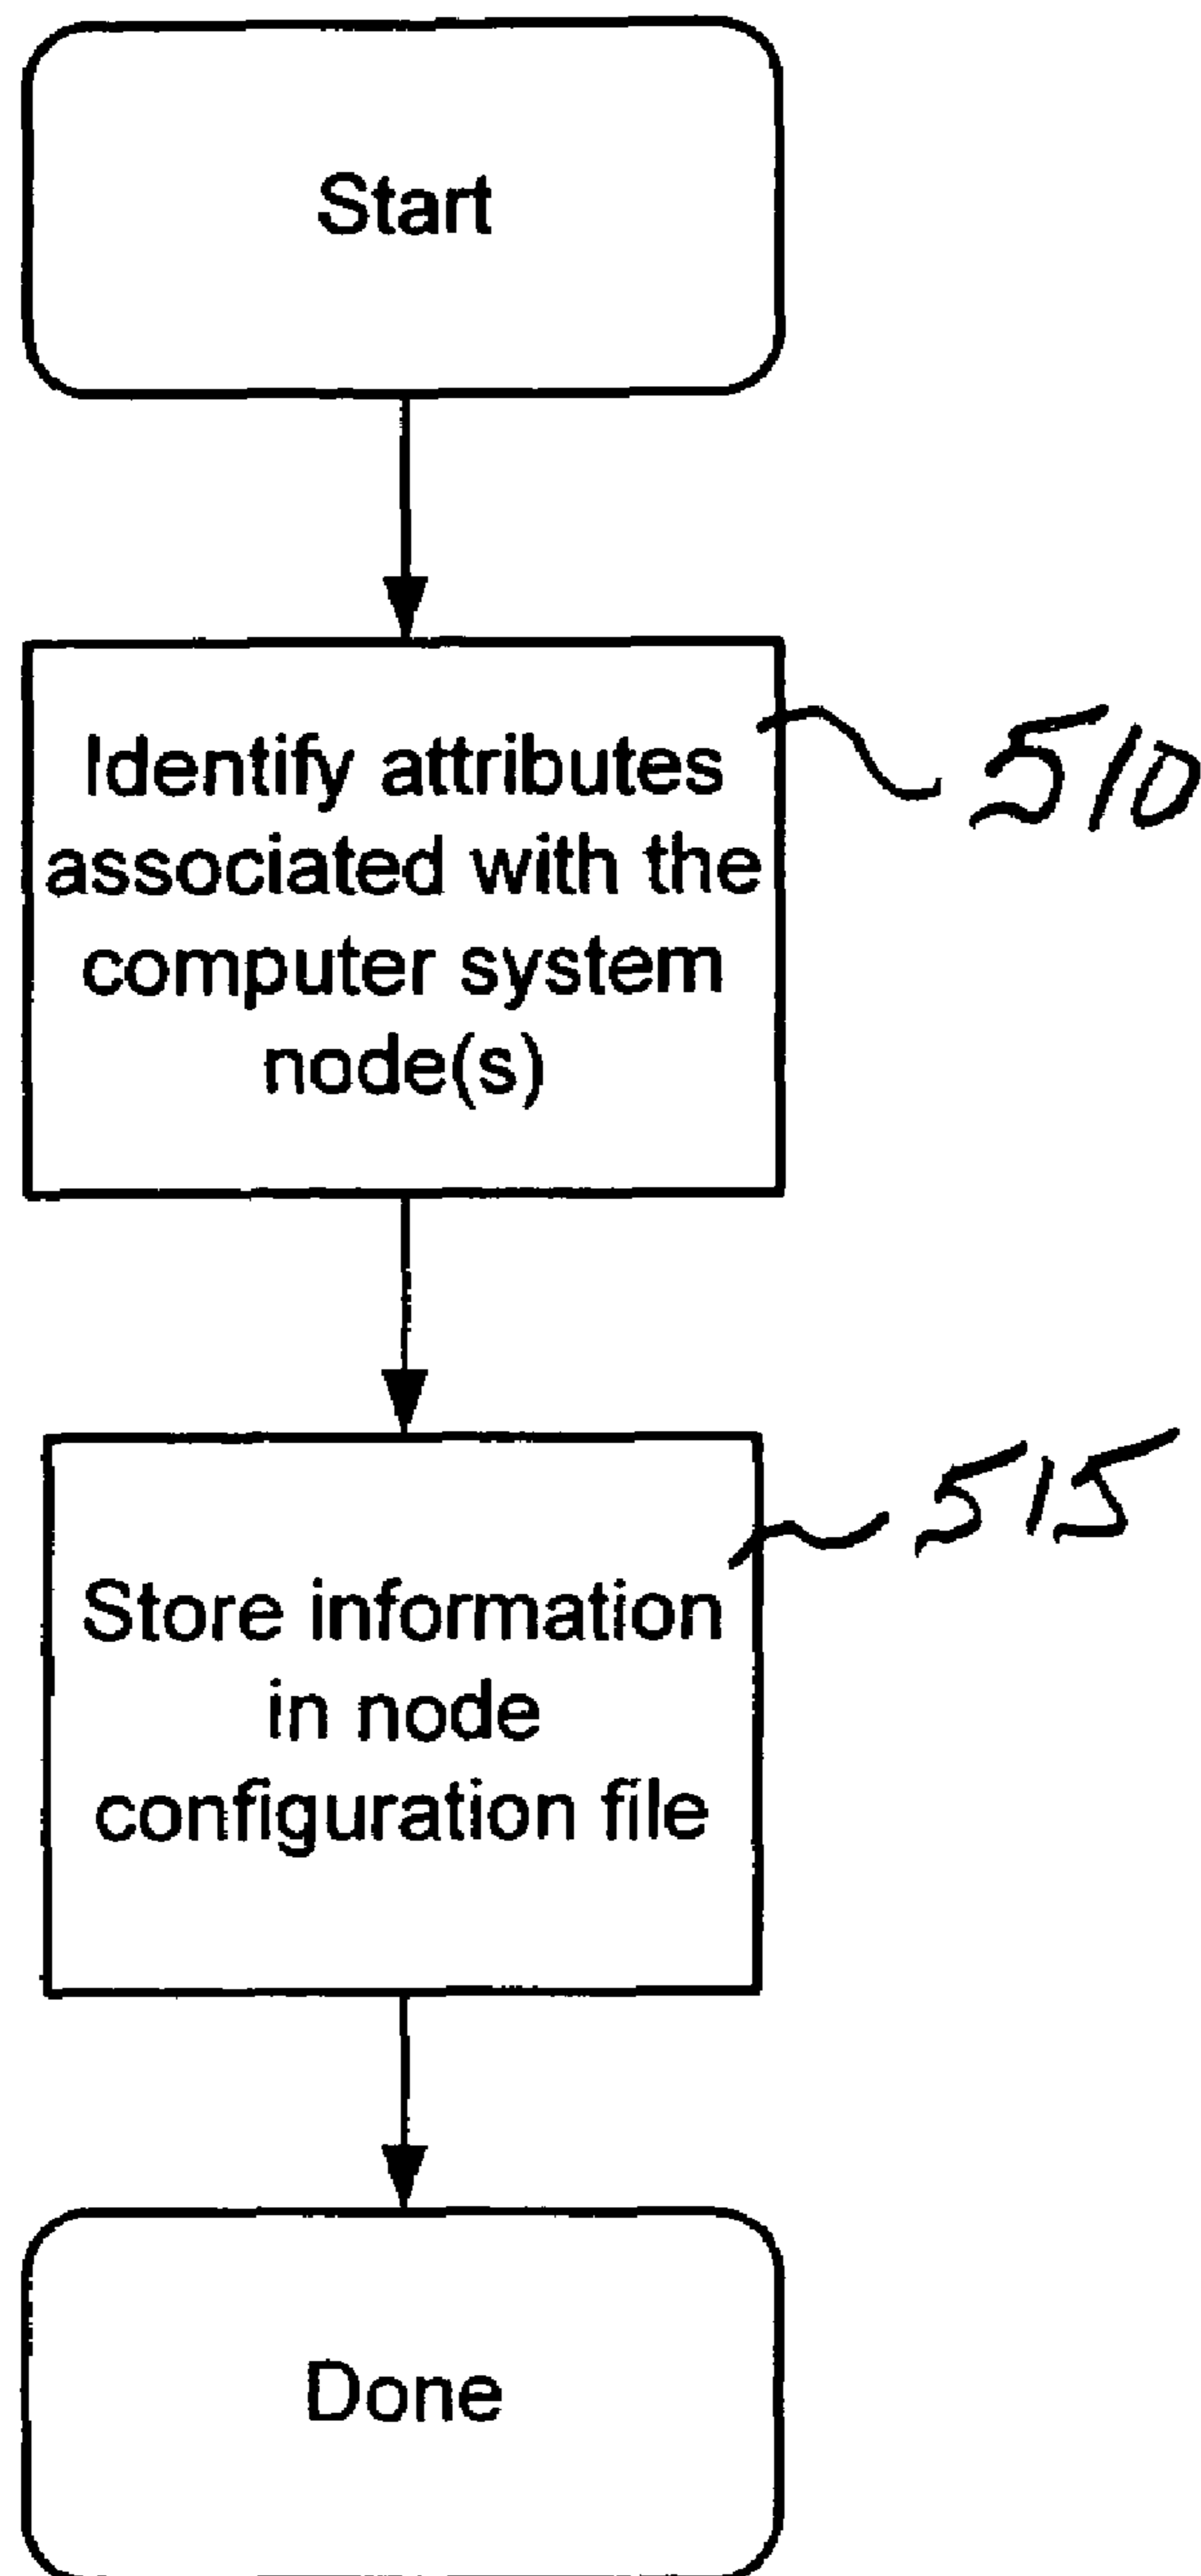 Start
Identify attributes
associated with the
computer system
node(s)
510
Store information
in node
configuration file
515
Done